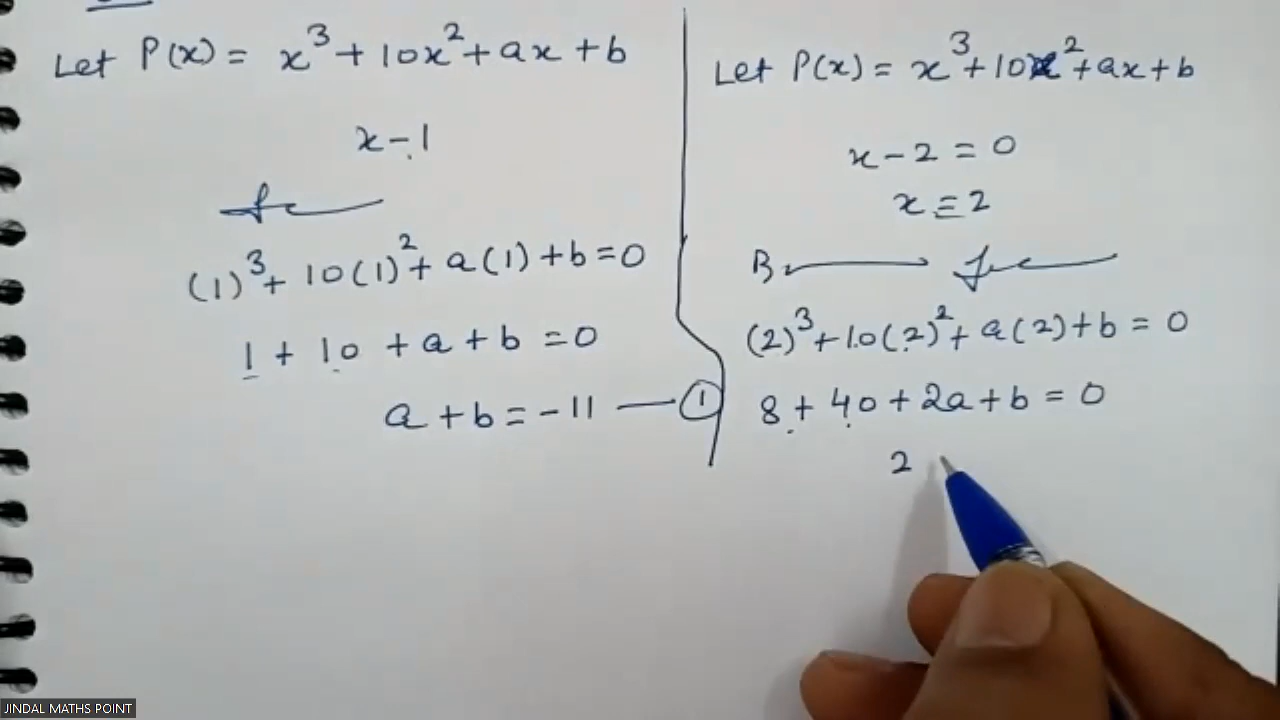 Let P(x) = x³ + 10x² + ax + b
x - 1
(1)³ + 10(1)² + a(1) + b = 0
1 + 10 + a + b = 0
a + b = -11 — ①
Let P(x) = x³ + 10x² + ax + b
x - 2 = 0
x = 2
(2)³ + 10(2)² + a(2) + b = 0
8 + 40 + 2a + b = 0
2
JINDAL MATHS POINT